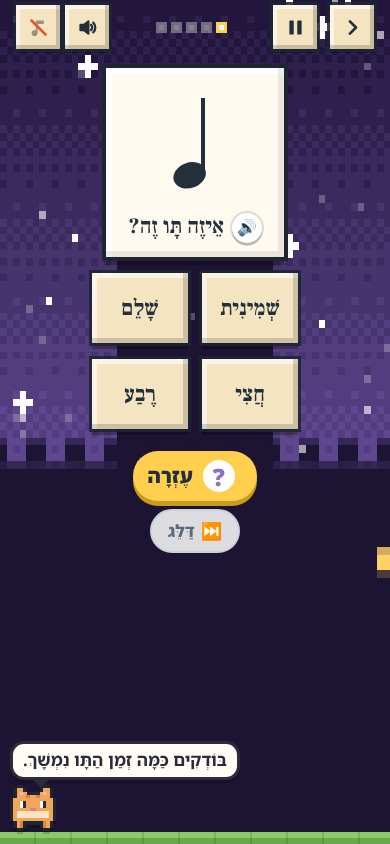 אֵיזֶה תָּו זֶה?
שְׁמִינִית
שָׁלֵם
חֲצִי
רֶבַע
? עֶזְרָה
דַּלֵּג
בּוֹדְקִים כַּמָּה זְמַן הַתָּו נִמְשָׁךְ.